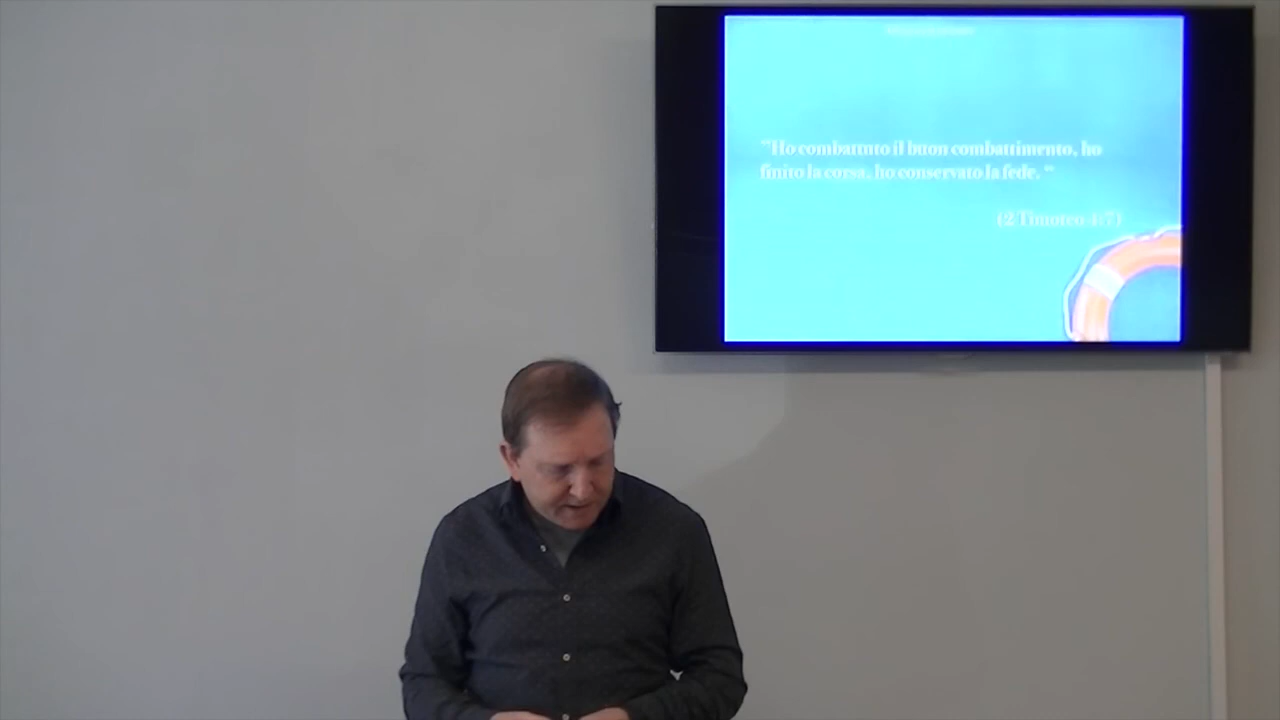 "Ho combattuto il buon combattimento, ho
finito la corsa, ho conservato la fede. "
(2 Timoteo 4:7)